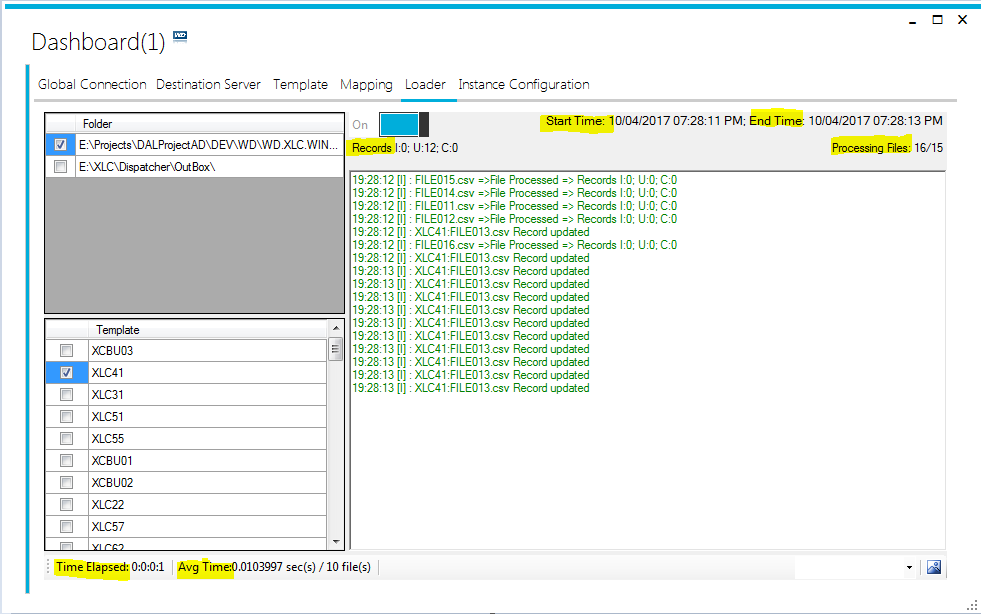 Dashboard(1) WD
Global Connection Destination Server Template Mapping Loader Instance Configuration
Folder
E:\Projects\DALProjectAD\DEV\WD\WD.XLC.WIN...
E:\XLC\Dispatcher\OutBox\
On
Start Time: 10/04/2017 07:28:11 PM; End Time: 10/04/2017 07:28:13 PM
Records I:0; U:12; C:0
Processing Files: 16/15
19:28:12 [I] : FILE015.csv =>File Processed => Records I:0; U:0; C:0
19:28:12 [I] : FILE014.csv =>File Processed => Records I:0; U:0; C:0
19:28:12 [I] : FILE011.csv =>File Processed => Records I:0; U:0; C:0
19:28:12 [I] : FILE012.csv =>File Processed => Records I:0; U:0; C:0
19:28:12 [I] : XLC41:FILE013.csv Record updated
19:28:12 [I] : FILE016.csv =>File Processed => Records I:0; U:0; C:0
19:28:12 [I] : XLC41:FILE013.csv Record updated
19:28:13 [I] : XLC41:FILE013.csv Record updated
19:28:13 [I] : XLC41:FILE013.csv Record updated
19:28:13 [I] : XLC41:FILE013.csv Record updated
19:28:13 [I] : XLC41:FILE013.csv Record updated
19:28:13 [I] : XLC41:FILE013.csv Record updated
19:28:13 [I] : XLC41:FILE013.csv Record updated
19:28:13 [I] : XLC41:FILE013.csv Record updated
19:28:13 [I] : XLC41:FILE013.csv Record updated
19:28:13 [I] : XLC41:FILE013.csv Record updated
19:28:13 [I] : XLC41:FILE013.csv Record updated
Template
XCBU03
XLC41
XLC31
XLC51
XLC55
XCBU01
XCBU02
XLC22
XLC57
XLC62
Time Elapsed: 0:0:0:1 Avg Time:0.0103997 sec(s) / 10 file(s)